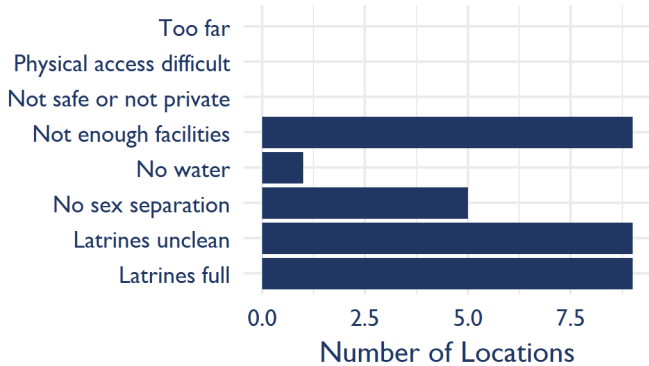 Too far
Physical access difficult
Not safe or not private
Not enough facilities
No water
No sex separation
Latrines unclean
Latrines full
0.0 2.5 5.0 7.5
Number of Locations